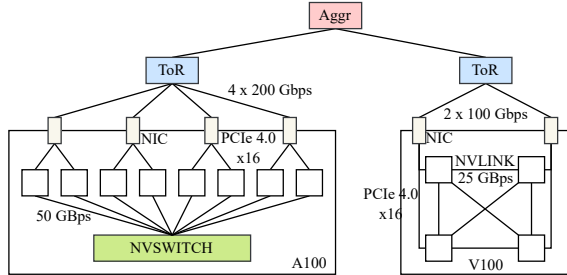 Aggr
ToR
ToR
4 x 200 Gbps
2 x 100 Gbps
NIC
PCIe 4.0
x16
NIC
NVLINK
25 GBps
PCIe 4.0
x16
50 GBps
NVSWITCH
A100
V100